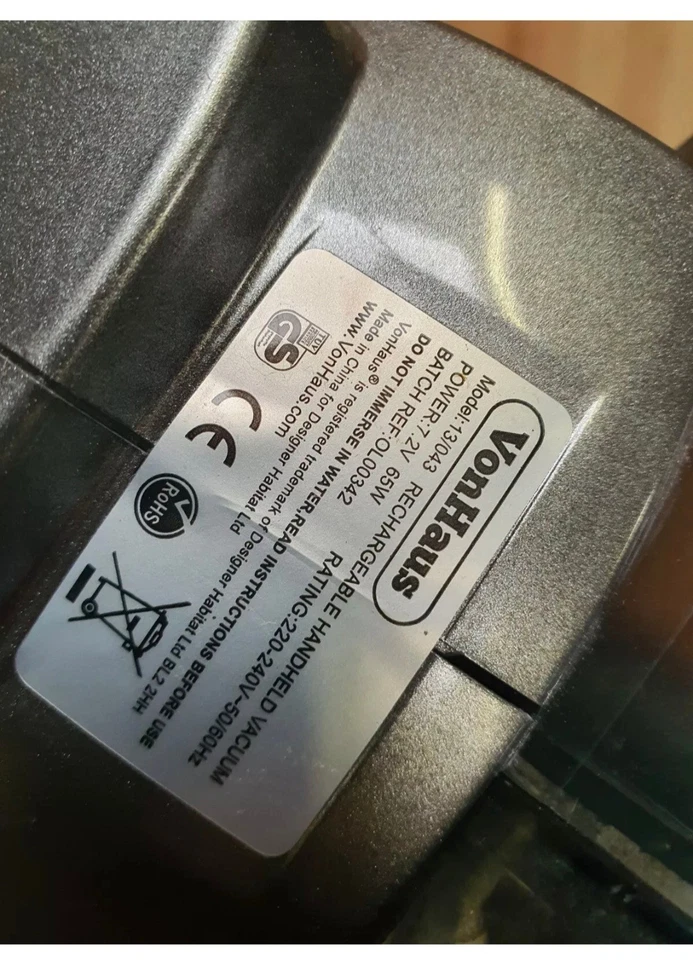 VonHaus
Model:13/043 RECHARGEABLE HANDHELD VACUUM
POWER:7.2V 65W RATING:220-240V~50/60Hz
BATCH REF:OL00342
DO NOT IMMERSE IN WATER.READ INSTRUCTIONS BEFORE USE
VonHaus® is registered trademark of Designer Habitat Ltd BL2 2HH
Made in China for Designer Habitat Ltd
www.VonHaus.com
TUV
GS
CE
RoHS